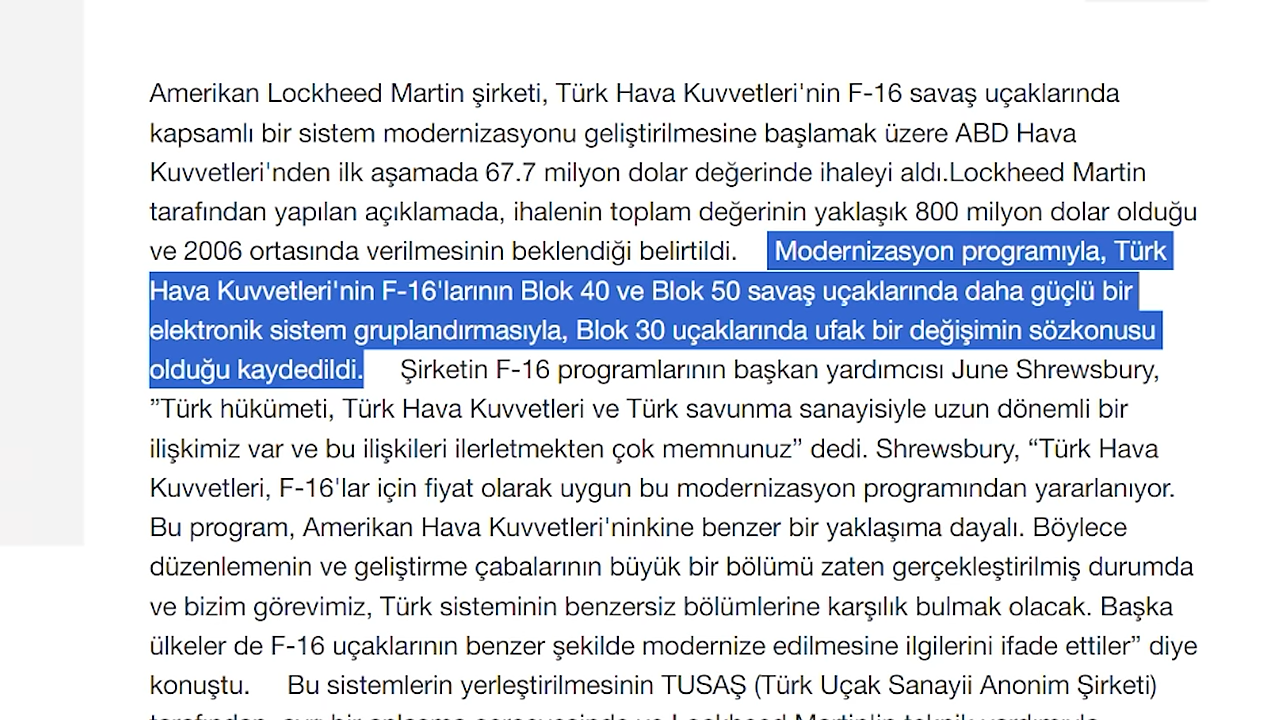 Amerikan Lockheed Martin şirketi, Türk Hava Kuvvetleri'nin F-16 savaş uçaklarında
kapsamlı bir sistem modernizasyonu geliştirilmesine başlamak üzere ABD Hava
Kuvvetleri'nden ilk aşamada 67.7 milyon dolar değerinde ihaleyi aldı.Lockheed Martin
tarafından yapılan açıklamada, ihalenin toplam değerinin yaklaşık 800 milyon dolar olduğu
ve 2006 ortasında verilmesinin beklendiği belirtildi. Modernizasyon programıyla, Türk
Hava Kuvvetleri'nin F-16'larının Blok 40 ve Blok 50 savaş uçaklarında daha güçlü bir
elektronik sistem gruplandırmasıyla, Blok 30 uçaklarında ufak bir değişimin sözkonusu
olduğu kaydedildi. Şirketin F-16 programlarının başkan yardımcısı June Shrewsbury,
”Türk hükümeti, Türk Hava Kuvvetleri ve Türk savunma sanayisiyle uzun dönemli bir
ilişkimiz var ve bu ilişkileri ilerletmekten çok memnunuz” dedi. Shrewsbury, “Türk Hava
Kuvvetleri, F-16'lar için fiyat olarak uygun bu modernizasyon programından yararlanıyor.
Bu program, Amerikan Hava Kuvvetleri'ninkine benzer bir yaklaşıma dayalı. Böylece
düzenlemenin ve geliştirme çabalarının büyük bir bölümü zaten gerçekleştirilmiş durumda
ve bizim görevimiz, Türk sisteminin benzersiz bölümlerine karşılık bulmak olacak. Başka
ülkeler de F-16 uçaklarının benzer şekilde modernize edilmesine ilgilerini ifade ettiler” diye
konuştu. Bu sistemlerin yerleştirilmesinin TUSAŞ (Türk Uçak Sanayii Anonim Şirketi)